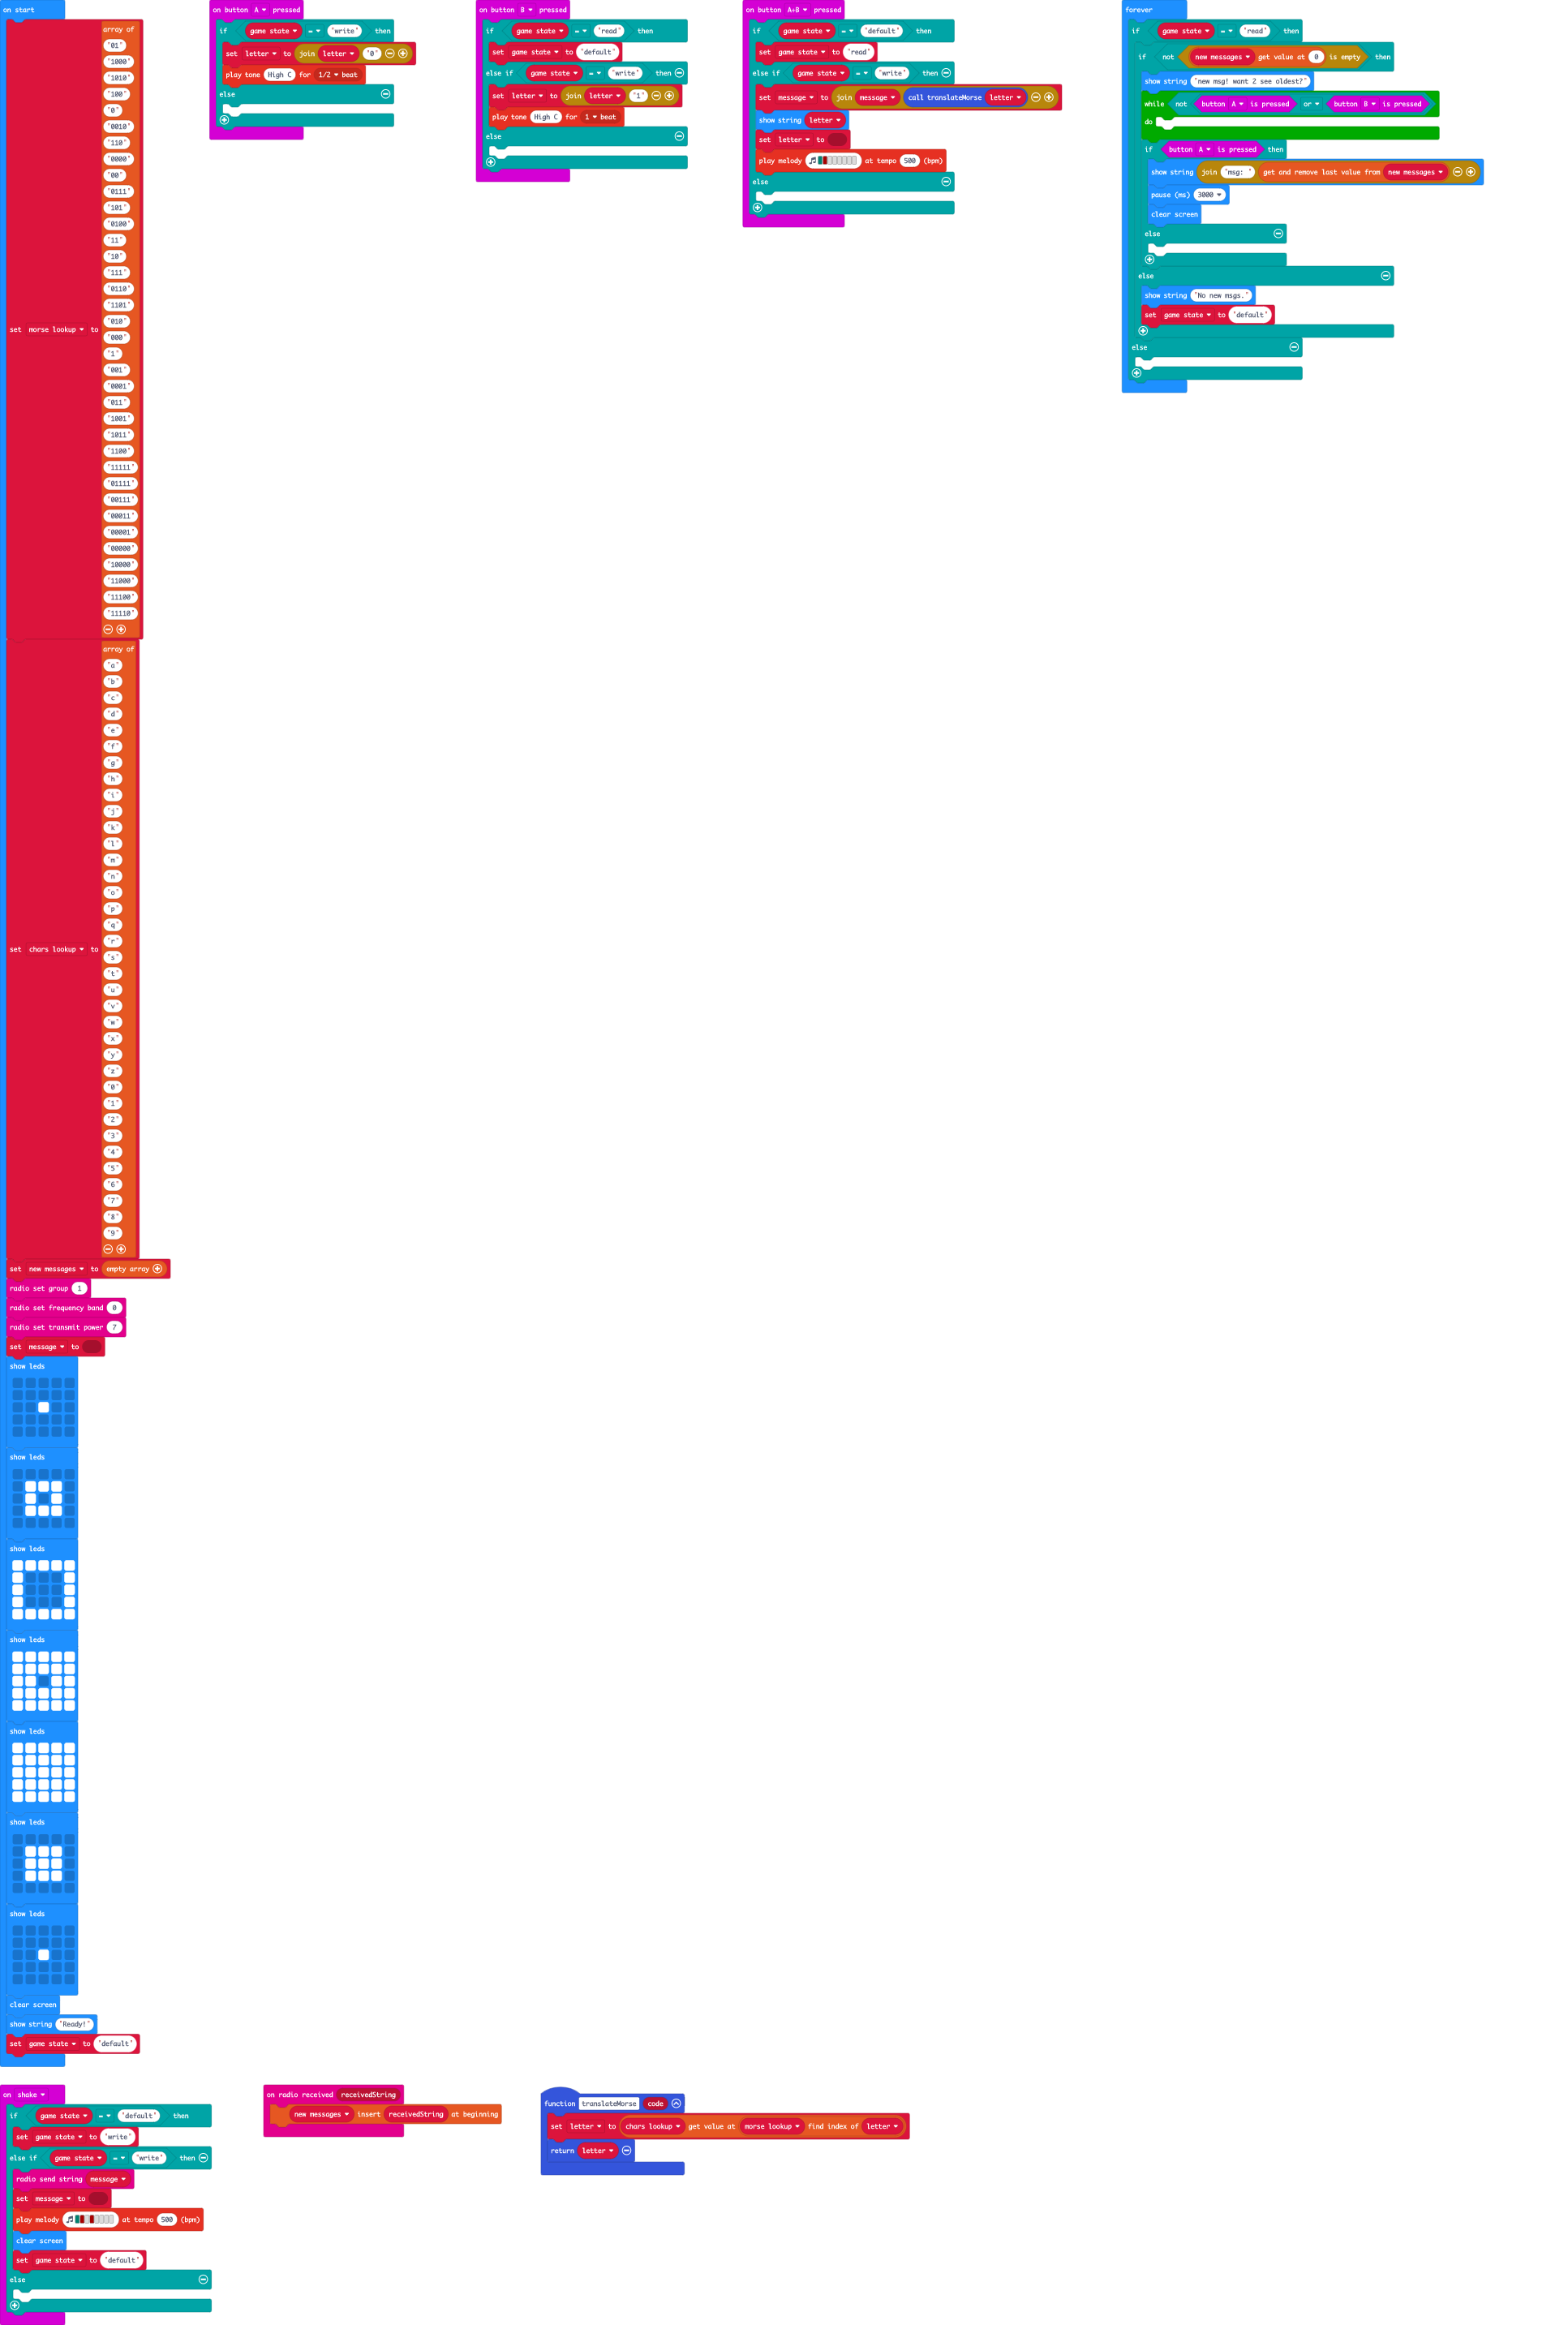 on start
set morse lookup to
array of
"01"
"1000"
"1010"
"100"
"0"
"0010"
"110"
"0000"
"00"
"0111"
"101"
"0100"
"11"
"10"
"111"
"0110"
"1101"
"010"
"000"
"1"
"001"
"0001"
"011"
"1001"
"1011"
"1100"
"11111"
"01111"
"00111"
"00011"
"00001"
"00000"
"10000"
"11000"
"11100"
"11110"
set chars lookup to
array of
"a"
"b"
"c"
"d"
"e"
"f"
"g"
"h"
"i"
"j"
"k"
"l"
"m"
"n"
"o"
"p"
"q"
"r"
"s"
"t"
"u"
"v"
"w"
"x"
"y"
"z"
"0"
"1"
"2"
"3"
"4"
"5"
"6"
"7"
"8"
"9"
set new messages to empty array
radio set group 1
radio set frequency band 0
radio set transmit power 7
set message to
show leds
show leds
show leds
show leds
show leds
show leds
show leds
clear screen
show string "Ready!"
set game state to "default"
on button A pressed
if game state = "write" then
set letter to join letter "0"
play tone High C for 1/2 beat
else
on button B pressed
if game state = "read" then
set game state to "default"
else if game state = "write" then
set letter to join letter "1"
play tone High C for 1 beat
else
on button A+B pressed
if game state = "default" then
set game state to "read"
else if game state = "write" then
set message to join message call translateMorse letter
show string letter
set letter to
play melody at tempo 500 (bpm)
else
forever
if game state = "read" then
if not new messages get value at 0 is empty then
show string "new msg! want Z see oldest?"
while not button A is pressed or button B is pressed
do
if button A is pressed then
show string join "msg: " get and remove last value from new messages
pause (ms) 3000
clear screen
else
else
show string "No new msgs."
set game state to "default"
else
on shake
if game state = "default" then
set game state to "write"
else if game state = "write" then
radio send string message
set message to
play melody at tempo 500 (bpm)
clear screen
set game state to "default"
else
on radio received receivedString
new messages insert receivedString at beginning
function translateMorse code
set letter to chars lookup get value at morse lookup find index of letter
return letter